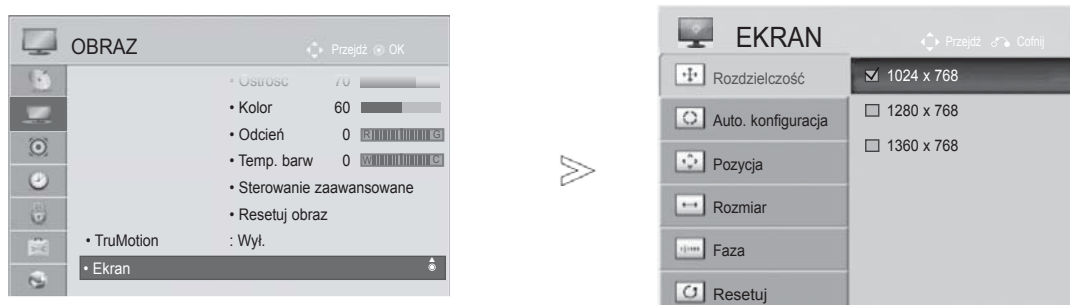 OBRAZ
Przejdź OK
• Ostrość 70
• Kolor 60
• Odcień 0 R G
• Temp. barw 0 W C
• Sterowanie zaawansowane
• Resetuj obraz
• TruMotion : Wył.
• Ekran
EKRAN
Przejdź Cofnij
Rozdzielczość
1024 x 768
Auto. konfiguracja
1280 x 768
1360 x 768
Pozycja
Rozmiar
Faza
Resetuj